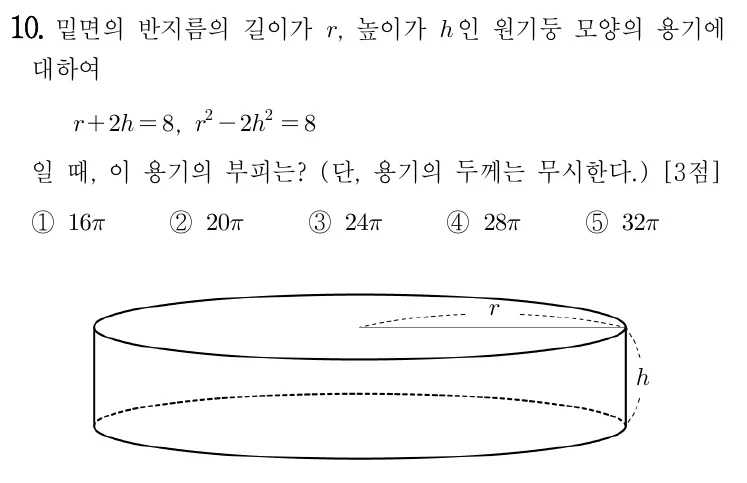 10. 밑면의 반지름의 길이가 r, 높이가 h인 원기둥 모양의 용기에
대하여
r+2h=8, r²-2h²=8
일 때, 이 용기의 부피는? (단, 용기의 두께는 무시한다.) [3점]
① 16π ② 20π ③ 24π ④ 28π ⑤ 32π
r
h